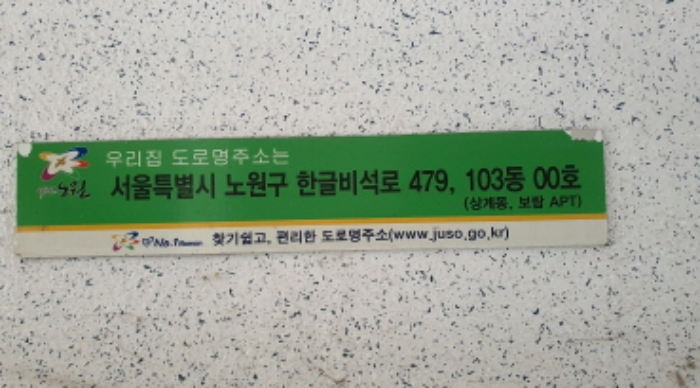 우리집 도로명주소는
노원
서울특별시 노원구 한글비석로 479, 103동 00호
(상계동, 보람 APT)
찾기쉽고, 편리한 도로명주소(www.juso.go.kr)